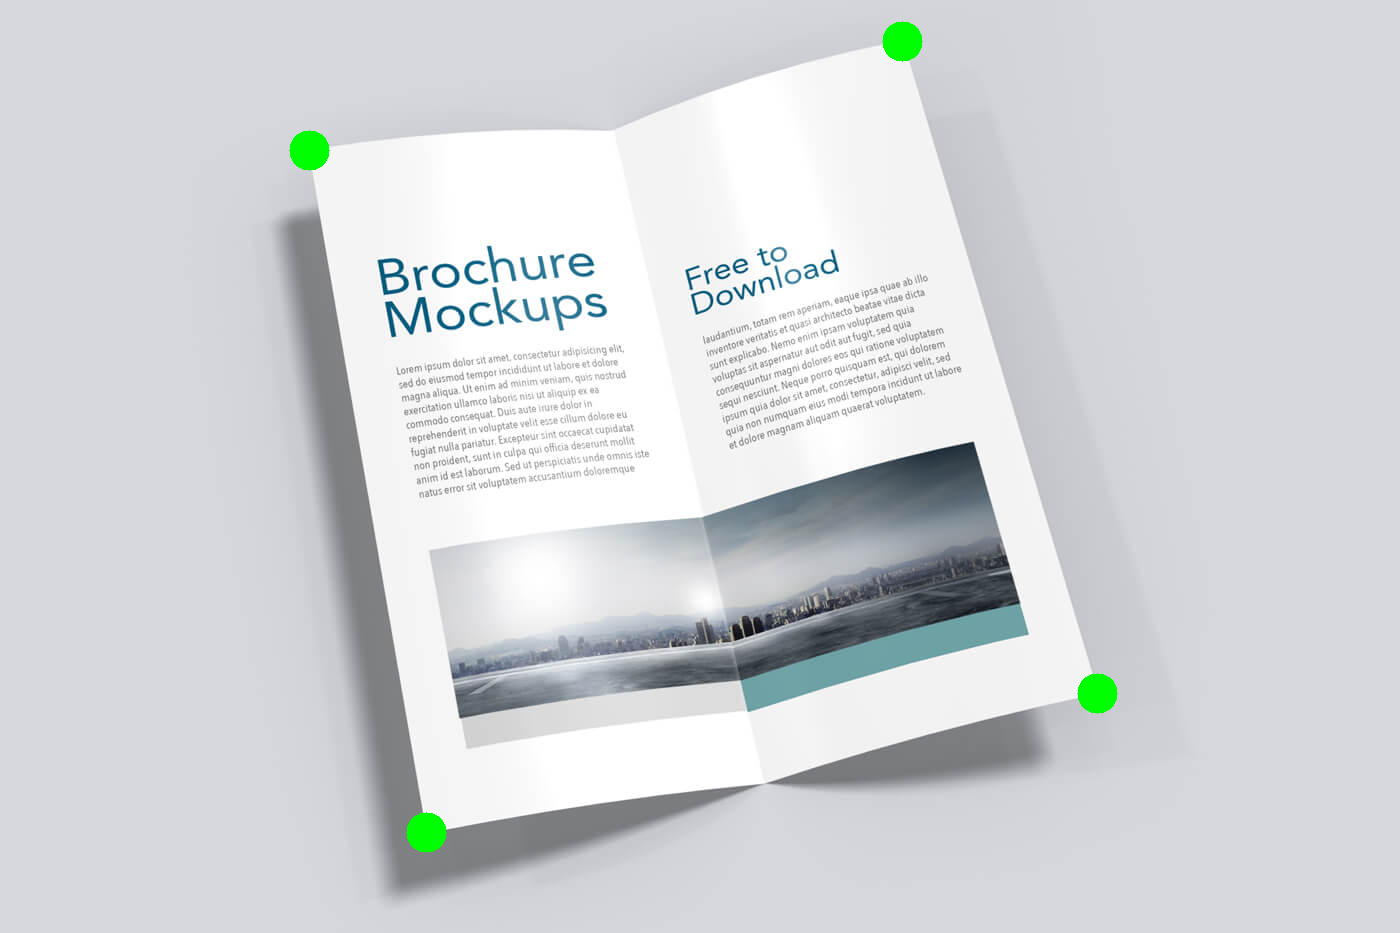 Brochure
Mockups
Lorem ipsum dolor sit amet, consectetur adipisicing elit,
sed do eiusmod tempor incididunt ut labore et dolore
magna aliqua. Ut enim ad minim veniam, quis nostrud
exercitation ullamco laboris nisi ut aliquip ex ea
commodo consequat. Duis aute irure dolor in
reprehenderit in voluptate velit esse cillum dolore eu
fugiat nulla pariatur. Excepteur sint occaecat cupidatat
non proident, sunt in culpa qui officia deserunt mollit
anim id est laborum. Sed ut perspiciatis unde omnis iste
natus error sit voluptatem accusantium doloremque
Free to
Download
laudantium, totam rem aperiam, eaque ipsa quae ab illo
inventore veritatis et quasi architecto beatae vitae dicta
sunt explicabo. Nemo enim ipsam voluptatem quia
voluptas sit aspernatur aut odit aut fugit, sed quia
consequuntur magni dolores eos qui ratione voluptatem
sequi nesciunt. Neque porro quisquam est, qui dolorem
ipsum quia dolor sit amet, consectetur, adipisci velit, sed
quia non numquam eius modi tempora incidunt ut labore
et dolore magnam aliquam quaerat voluptatem.